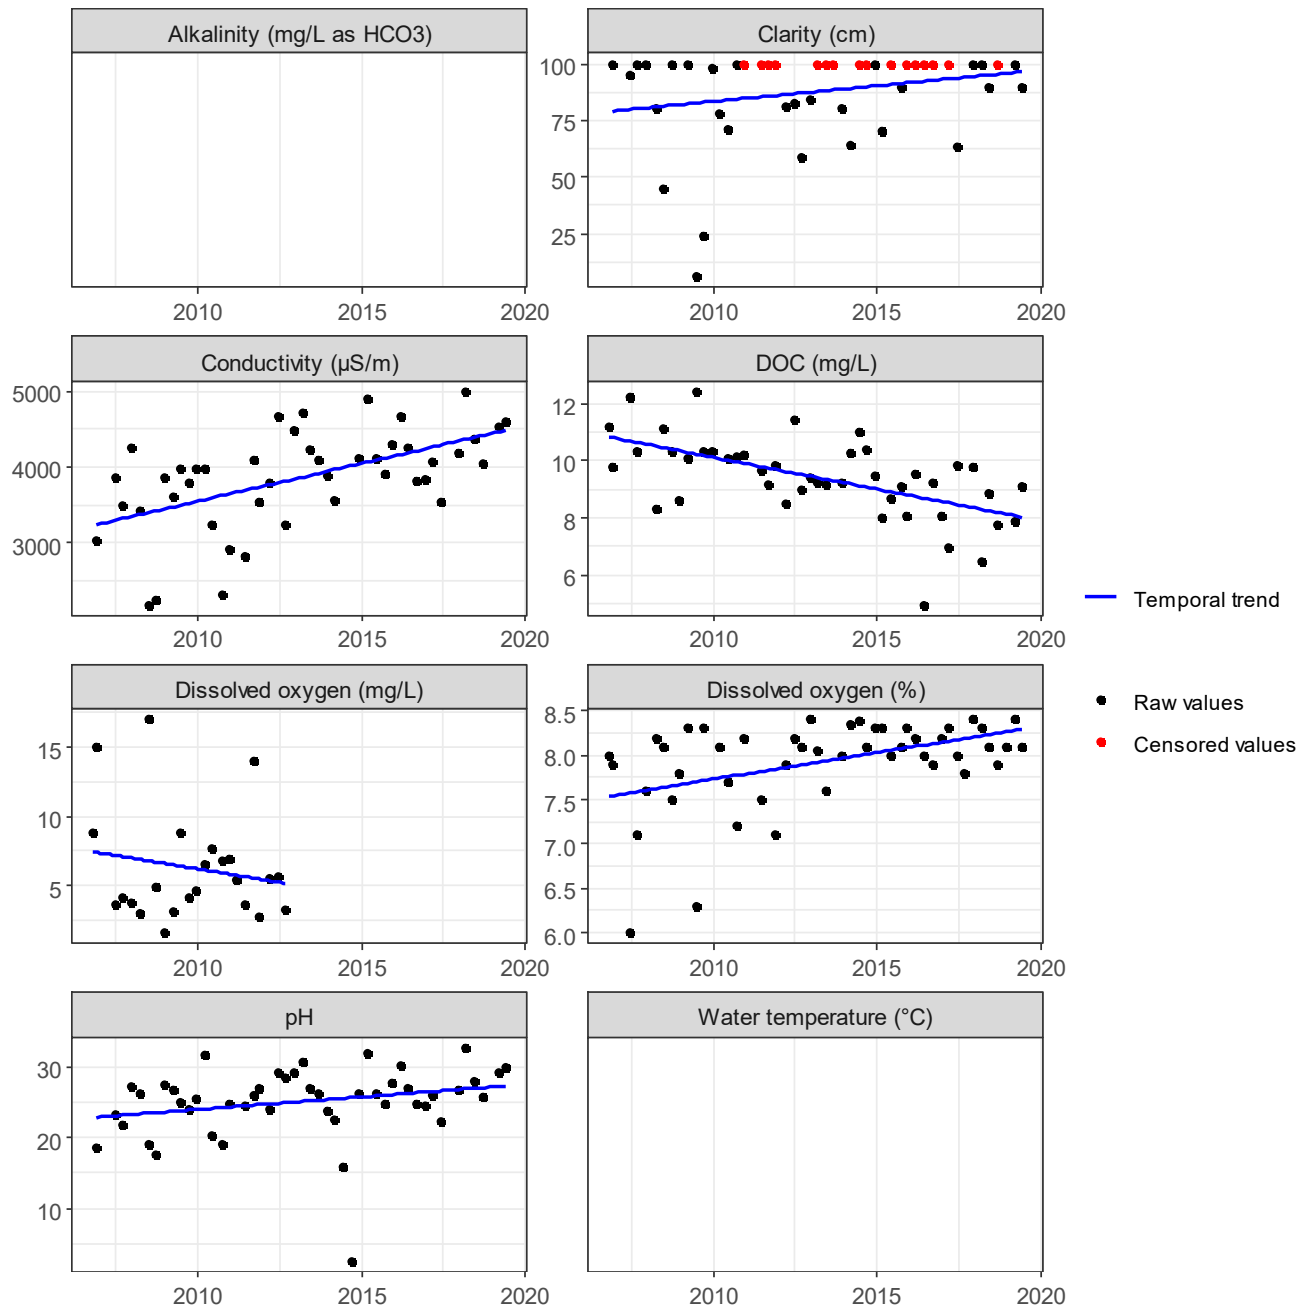 Alkalinity (mg/L as HCO3)
Clarity (cm)
100
75
50
25
2010 2015 2020
2010 2015 2020
Conductivity (µS/m)
DOC (mg/L)
5000
4000
3000
12
10
8
6
2010 2015 2020
2010 2015 2020
Temporal trend
Raw values
Censored values
Dissolved oxygen (mg/L)
Dissolved oxygen (%)
15
10
5
8.5
8.0
7.5
7.0
6.5
6.0
2010 2015 2020
2010 2015 2020
pH
Water temperature (°C)
30
20
10
2010 2015 2020
2010 2015 2020